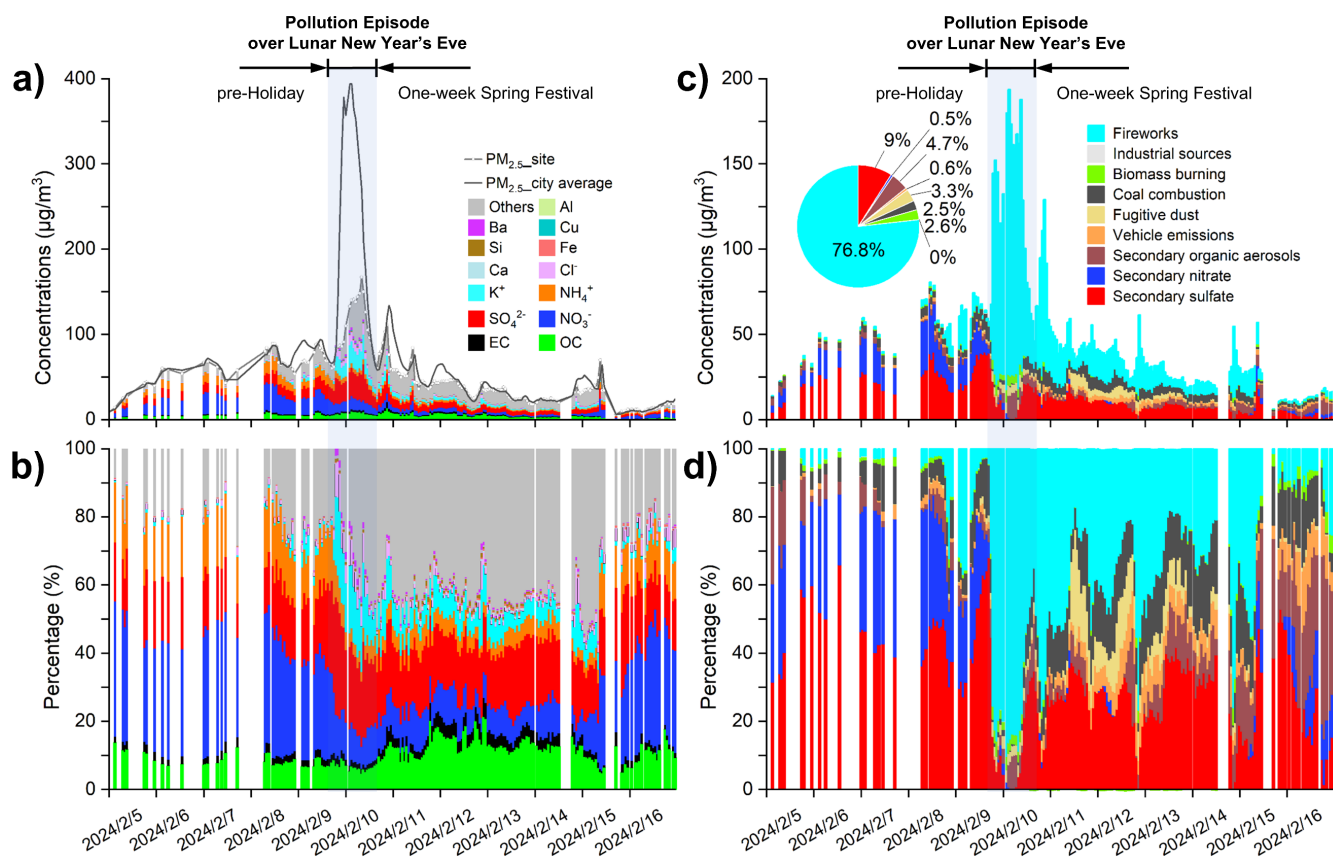 Pollution Episode
over Lunar New Year's Eve
a)
pre-Holiday
One-week Spring Festival
Concentrations (μg/m³)
400
300
200
100
0
PM₂.₅_site
PM₂.₅_city average
Others
Al
Ba
Cu
Si
Fe
Ca
Cl⁻
K⁺
NH₄⁺
SO₄²⁻
NO₃⁻
EC
OC
b)
Percentage (%)
100
80
60
40
20
0
2024/2/5
2024/2/6
2024/2/7
2024/2/8
2024/2/9
2024/2/10
2024/2/11
2024/2/12
2024/2/13
2024/2/14
2024/2/15
2024/2/16
Pollution Episode
over Lunar New Year's Eve
c)
pre-Holiday
One-week Spring Festival
Concentrations (μg/m³)
200
150
100
50
0
9%
0.5%
4.7%
0.6%
3.3%
2.5%
2.6%
0%
76.8%
Fireworks
Industrial sources
Biomass burning
Coal combustion
Fugitive dust
Vehicle emissions
Secondary organic aerosols
Secondary nitrate
Secondary sulfate
d)
Percentage (%)
100
80
60
40
20
0
2024/2/5
2024/2/6
2024/2/7
2024/2/8
2024/2/9
2024/2/10
2024/2/11
2024/2/12
2024/2/13
2024/2/14
2024/2/15
2024/2/16